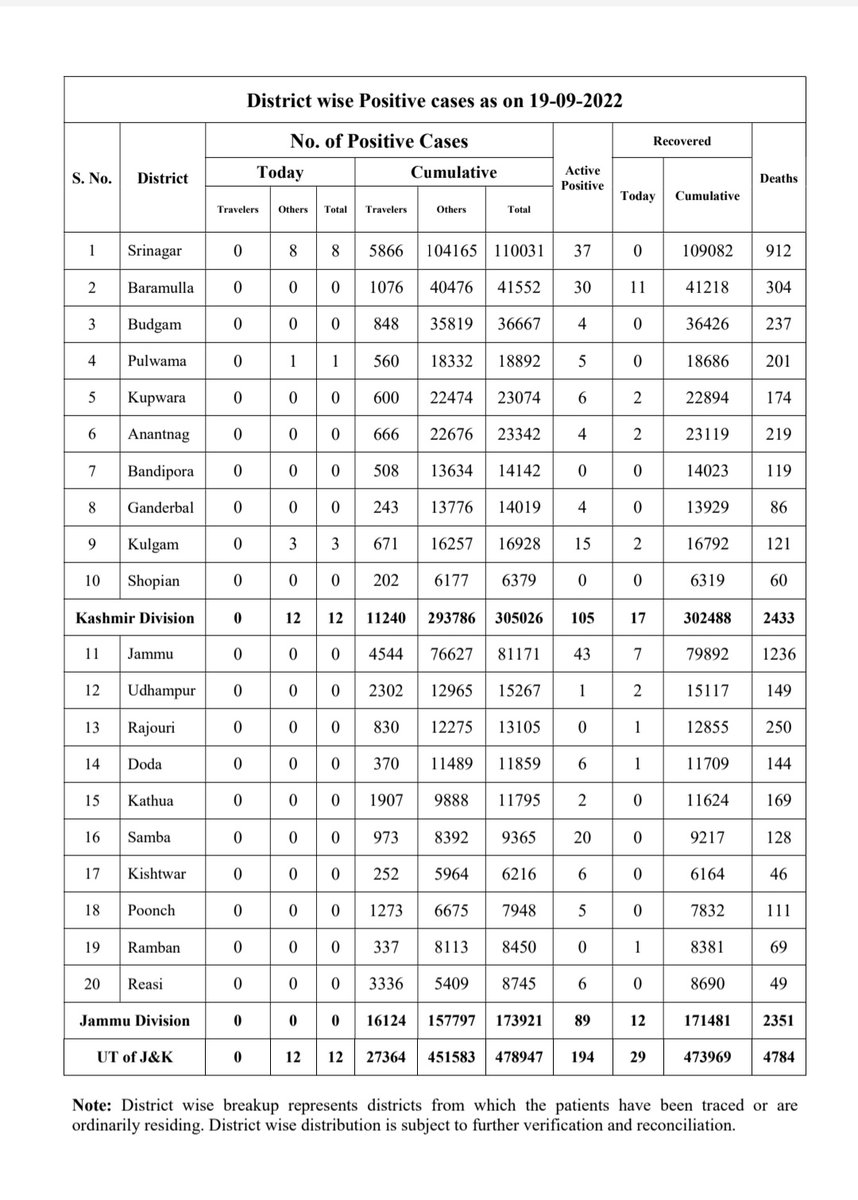 District wise Positive cases as on 19-09-2022
S. No. District No. of Positive Cases Active Positive Recovered Deaths
Today Cumulative Today Cumulative
Travelers Others Total Travelers Others Total
1 Srinagar 0 8 8 5866 104165 110031 37 0 109082 912
2 Baramulla 0 0 0 1076 40476 41552 30 11 41218 304
3 Budgam 0 0 0 848 35819 36667 4 0 36426 237
4 Pulwama 0 1 1 560 18332 18892 5 0 18686 201
5 Kupwara 0 0 0 600 22474 23074 6 2 22894 174
6 Anantnag 0 0 0 666 22676 23342 4 2 23119 219
7 Bandipora 0 0 0 508 13634 14142 0 0 14023 119
8 Ganderbal 0 0 0 243 13776 14019 4 0 13929 86
9 Kulgam 0 3 3 671 16257 16928 15 2 16792 121
10 Shopian 0 0 0 202 6177 6379 0 0 6319 60
Kashmir Division 0 12 12 11240 293786 305026 105 17 302488 2433
11 Jammu 0 0 0 4544 76627 81171 43 7 79892 1236
12 Udhampur 0 0 0 2302 12965 15267 1 2 15117 149
13 Rajouri 0 0 0 830 12275 13105 0 1 12855 250
14 Doda 0 0 0 370 11489 11859 6 1 11709 144
15 Kathua 0 0 0 1907 9888 11795 2 0 11624 169
16 Samba 0 0 0 973 8392 9365 20 0 9217 128
17 Kishtwar 0 0 0 252 5964 6216 6 0 6164 46
18 Poonch 0 0 0 1273 6675 7948 5 0 7832 111
19 Ramban 0 0 0 337 8113 8450 0 1 8381 69
20 Reasi 0 0 0 3336 5409 8745 6 0 8690 49
Jammu Division 0 0 0 16124 157797 173921 89 12 171481 2351
UT of J&K 0 12 12 27364 451583 478947 194 29 473969 4784
Note: District wise breakup represents districts from which the patients have been traced or are
ordinarily residing. District wise distribution is subject to further verification and reconciliation.